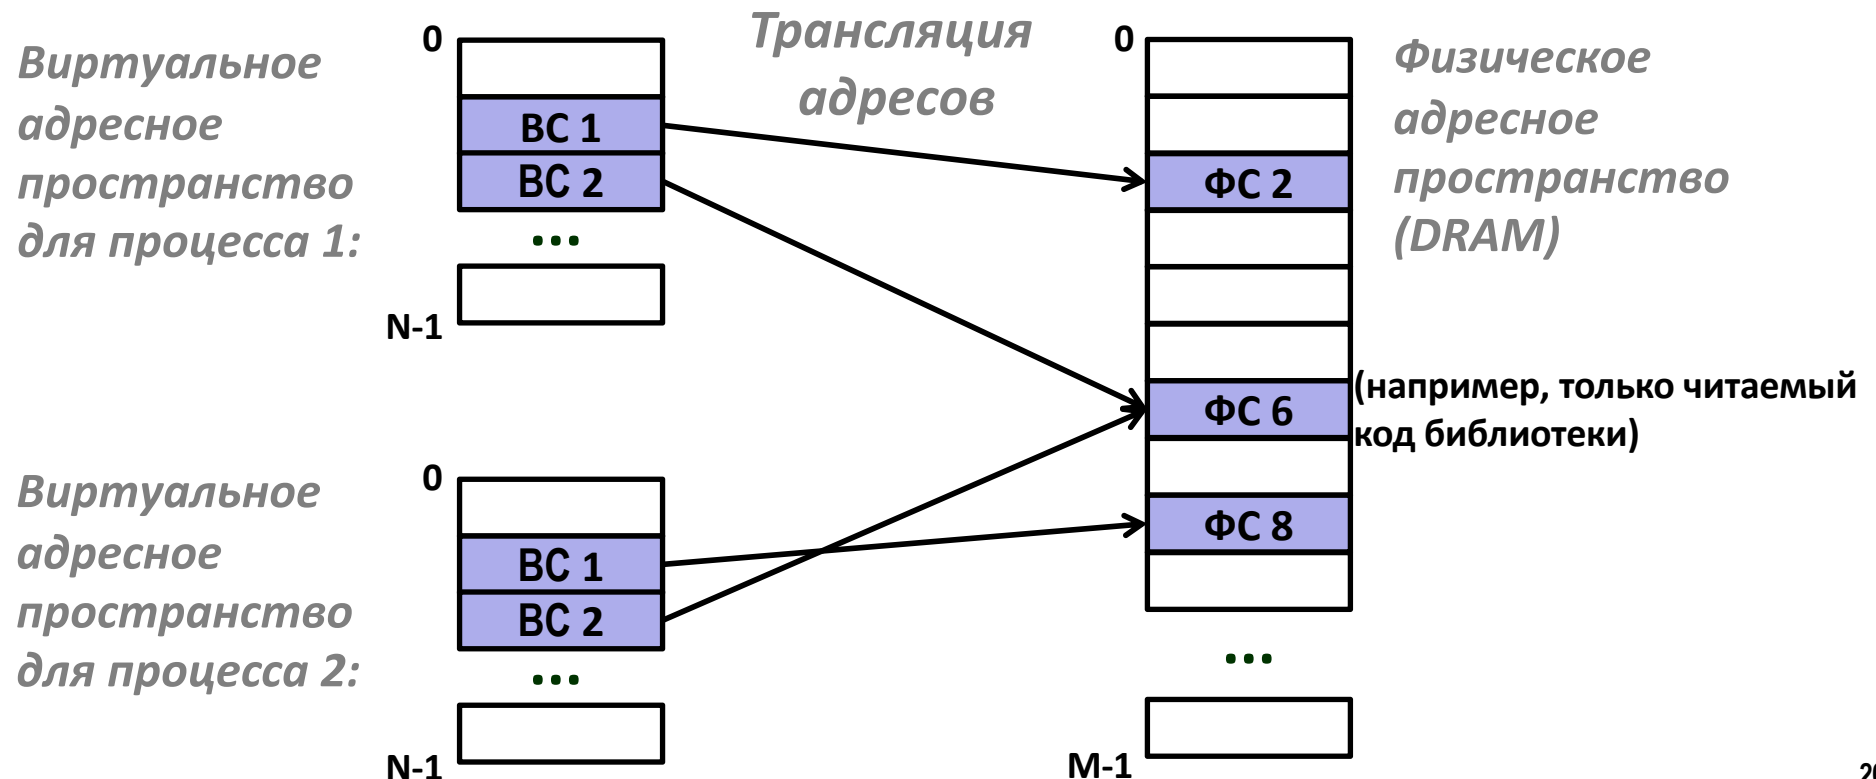 Виртуальное
адресное
пространство
для процесса 1:
0
ВС 1
ВС 2
...
N-1
Трансляция
адресов
0
ФС 2
ФС 6
ФС 8
...
M-1
Физическое
адресное
пространство
(DRAM)
(например, только читаемый
код библиотеки)
Виртуальное
адресное
пространство
для процесса 2:
0
ВС 1
ВС 2
...
N-1